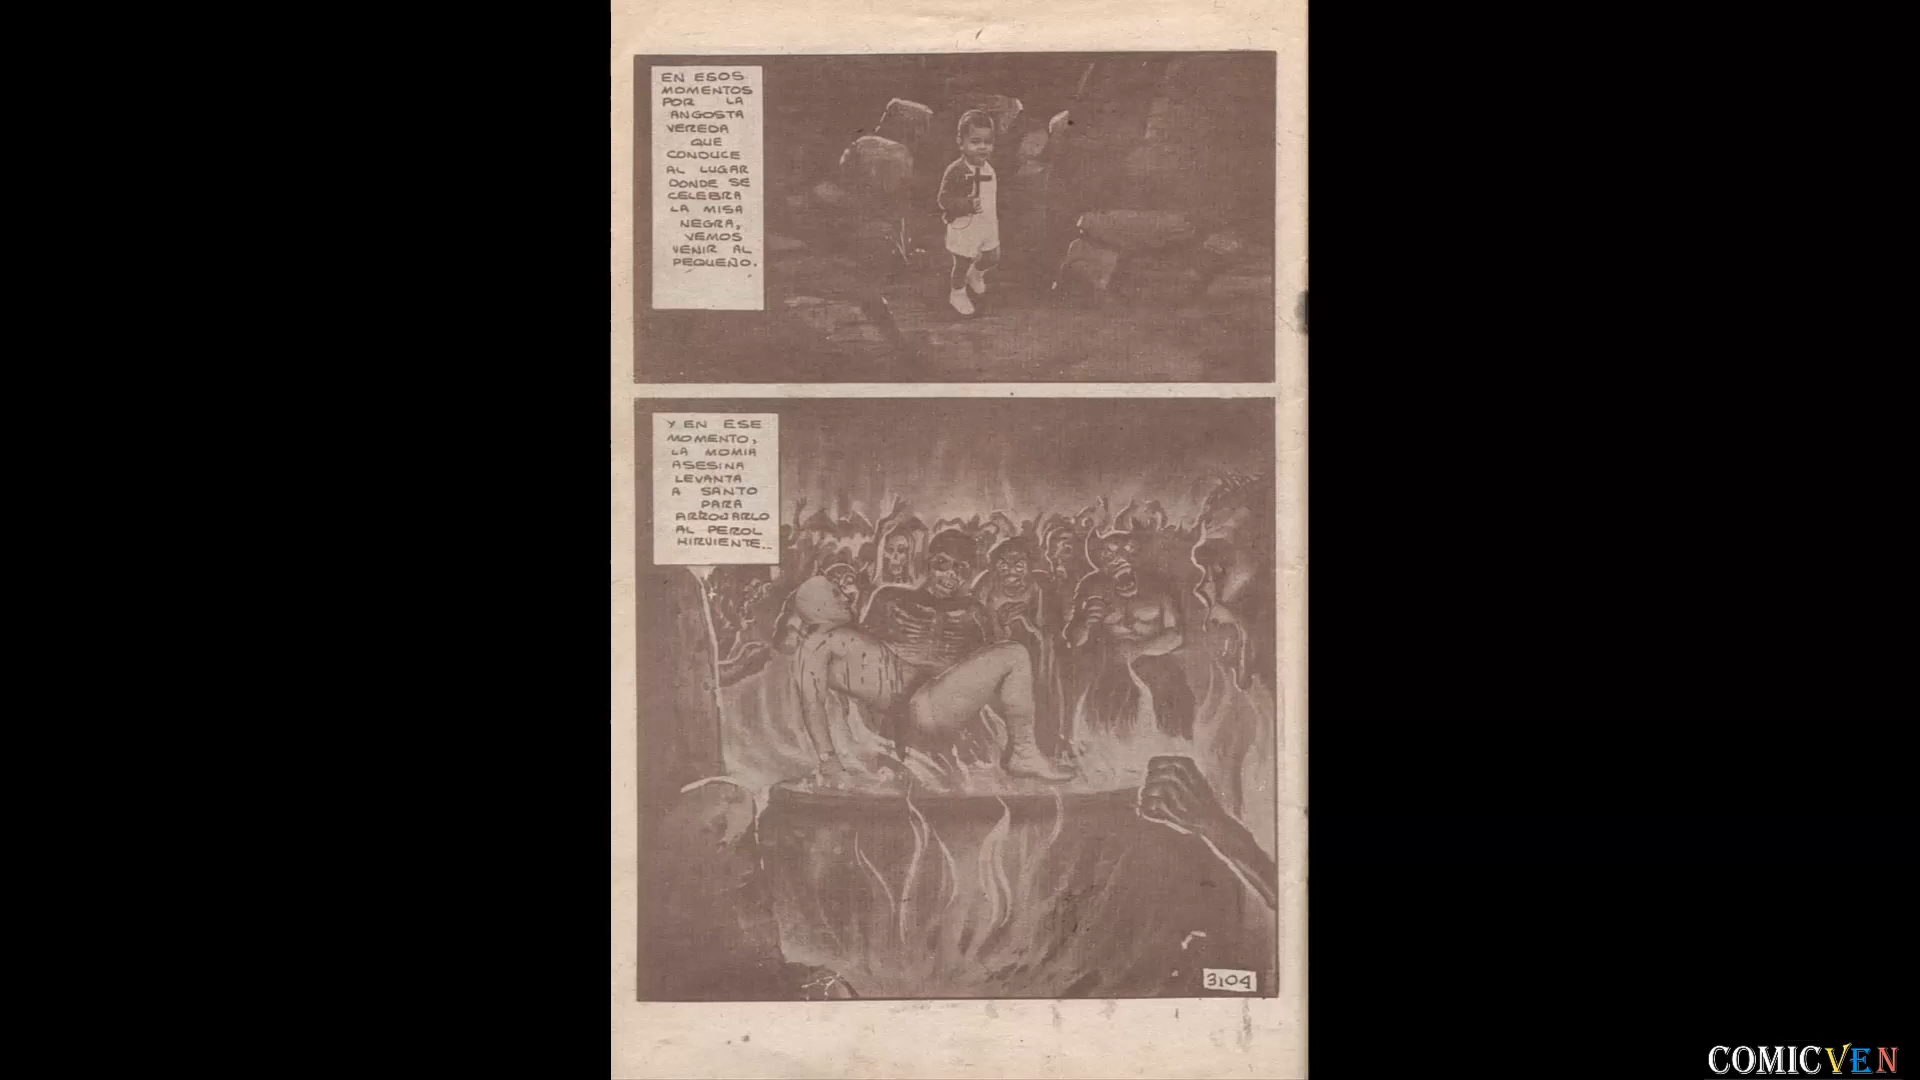 EN ESOS
MOMENTOS
POR LA
ANGOSTA
VEREDA
QUE
CONDUCE
AL LUGAR
DONDE SE
CELEBRA
LA MISA
NEGRA,
VEMOS
VENIR AL
PEQUEÑO.
Y EN ESE
MOMENTO,
LA MOMIA
ASESINA
LEVANTA
A SANTO
PARA
ARROJARLO
AL PEROL
HIRVIENTE..
3104
COMICVEN